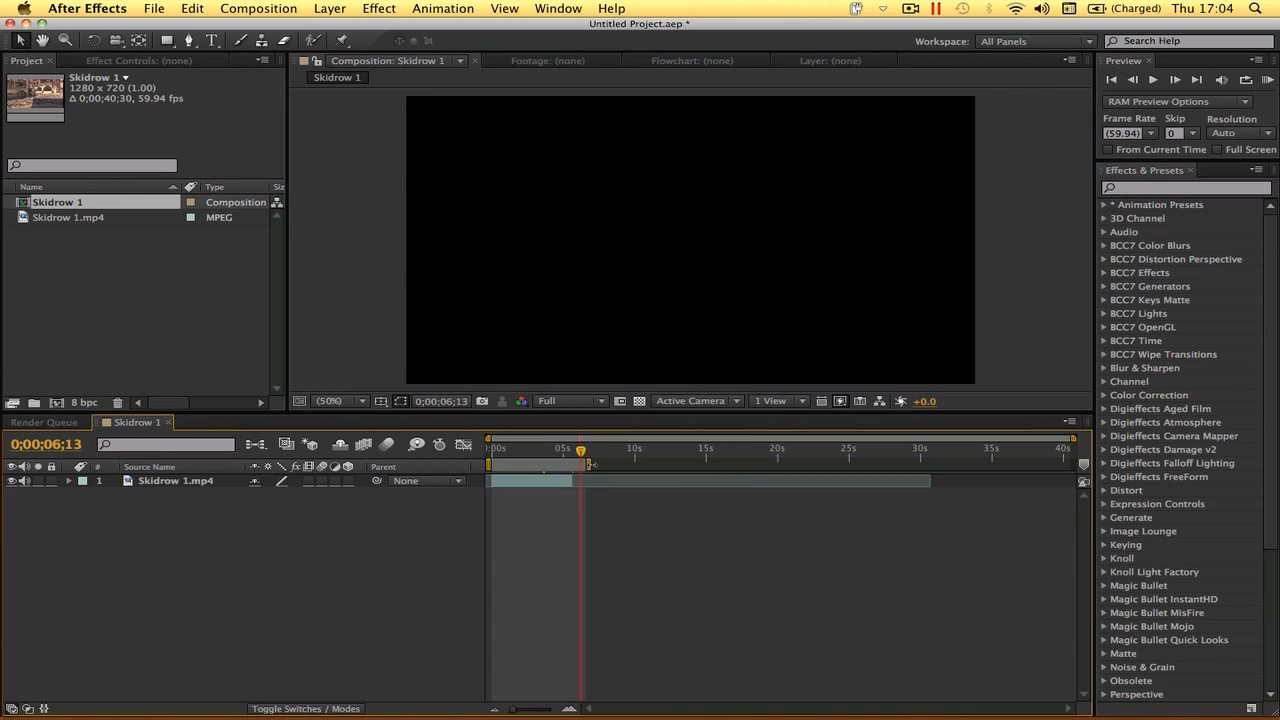 After Effects File Edit Composition Layer Effect Animation View Window Help (Charged) Thu 17:04
Untitled Project.aep *
Workspace: All Panels Search Help
Project Effect Controls: (none) Composition: Skidrow 1 Footage: (none) Flowchart: (none) Layer: (none) Preview
Skidrow 1
1280 x 720 (1.00)
Δ 0;00;40;30, 59.94 fps
Skidrow 1
RAM Preview Options
Frame Rate Skip Resolution
(59.94) 0 Auto
From Current Time Full Screen
Effects & Presets
Name Type Siz
Skidrow 1 Composition
Skidrow 1.mp4 MPEG
* Animation Presets
3D Channel
Audio
BCC7 Color Blurs
BCC7 Distortion Perspective
BCC7 Effects
BCC7 Generators
BCC7 Keys Matte
BCC7 Lights
BCC7 OpenGL
BCC7 Time
BCC7 Wipe Transitions
Blur & Sharpen
Channel
Color Correction
Digieffects Aged Film
Digieffects Atmosphere
Digieffects Camera Mapper
Digieffects Damage v2
Digieffects Falloff Lighting
Digieffects FreeForm
Distort
Expression Controls
Generate
Image Lounge
Keying
Knoll
Knoll Light Factory
Magic Bullet
Magic Bullet InstantHD
Magic Bullet MisFire
Magic Bullet Mojo
Magic Bullet Quick Looks
Matte
Noise & Grain
Obsolete
Perspective
8 bpc
(50%) 0;00;06;13 Full Active Camera 1 View +0.0
Render Queue Skidrow 1
0;00;06;13
:00s 05s 10s 15s 20s 25s 30s 35s 40s
# Source Name fx Parent
1 Skidrow 1.mp4 None
Toggle Switches / Modes